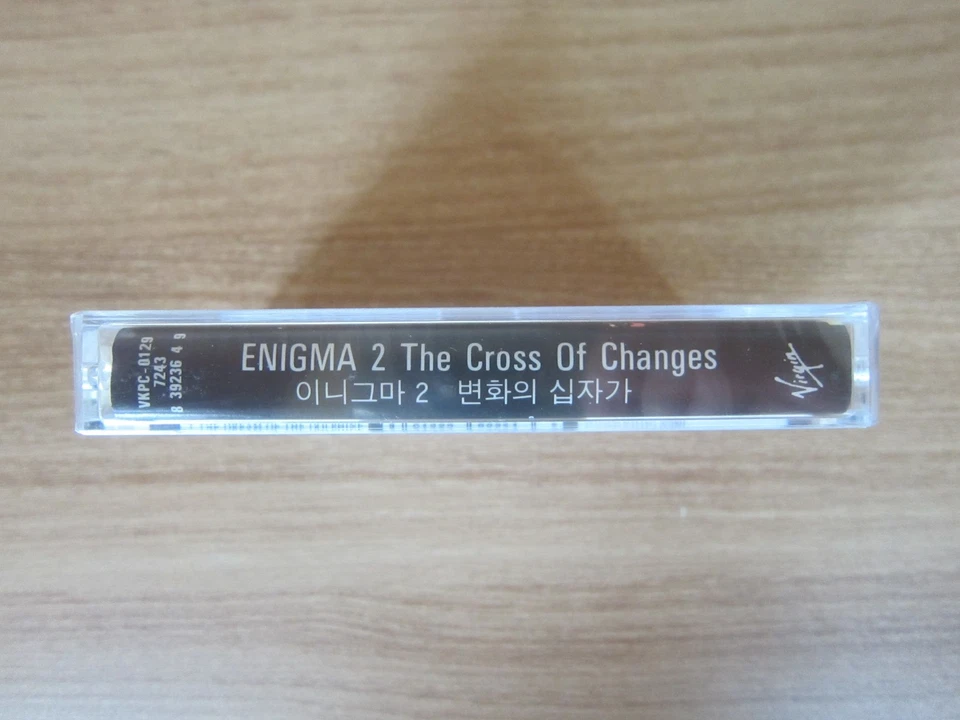 VKPC-0129
7243
8 39236 4 9
ENIGMA 2 The Cross Of Changes
이니그마 2 변화의 십자가
Virgin